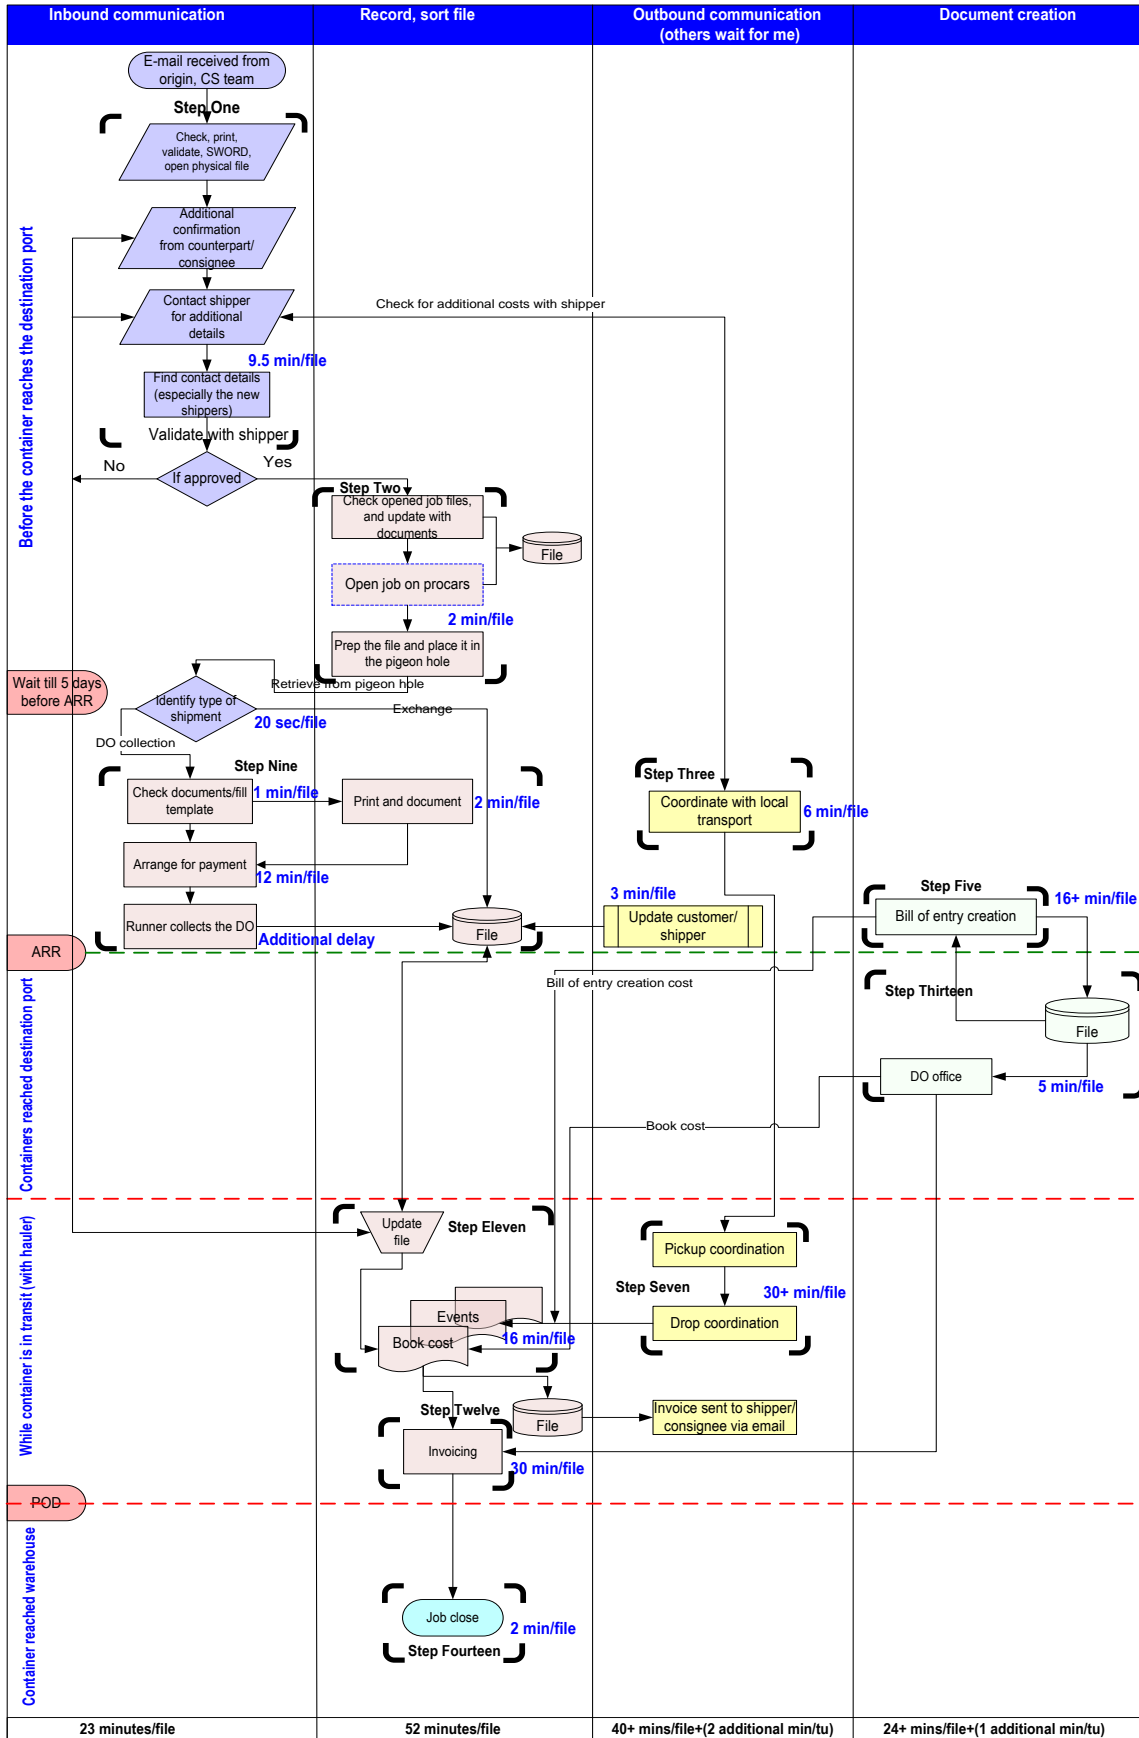 Inbound communication
Record, sort file
Outbound communication
(others wait for me)
Document creation
Before the container reaches the destination port
E-mail received from
origin, CS team
Step One
Check, print,
validate, SWORD,
open physical file
Additional
confirmation
from counterpart/
consignee
Contact shipper
for additional
details
Check for additional costs with shipper
9.5 min/file
Find contact details
(especially the new
shippers)
Validate with shipper
No
If approved
Yes
Step Two
Check opened job files,
and update with
documents
File
Open job on procars
2 min/file
Prep the file and place it in
the pigeon hole
Wait till 5 days
before ARR
Retrieve from pigeon hole
Identify type of
shipment
Exchange
20 sec/file
DO collection
Step Nine
Check documents/fill
template
1 min/file
Print and document
2 min/file
Step Three
Coordinate with local
transport
6 min/file
Arrange for payment
12 min/file
Runner collects the DO
Additional delay
File
3 min/file
Update customer/
shipper
Step Five
Bill of entry creation
16+ min/file
ARR
Containers reached destination port
Bill of entry creation cost
Step Thirteen
File
DO office
5 min/file
Book cost
While container is in transit (with hauler)
Update
file
Step Eleven
Pickup coordination
Step Seven
30+ min/file
Events
16 min/file
Drop coordination
Book cost
Step Twelve
File
Invoice sent to shipper/
consignee via email
Invoicing
30 min/file
POD
Container reached warehouse
Job close
2 min/file
Step Fourteen
23 minutes/file
52 minutes/file
40+ mins/file+(2 additional min/tu)
24+ mins/file+(1 additional min/tu)